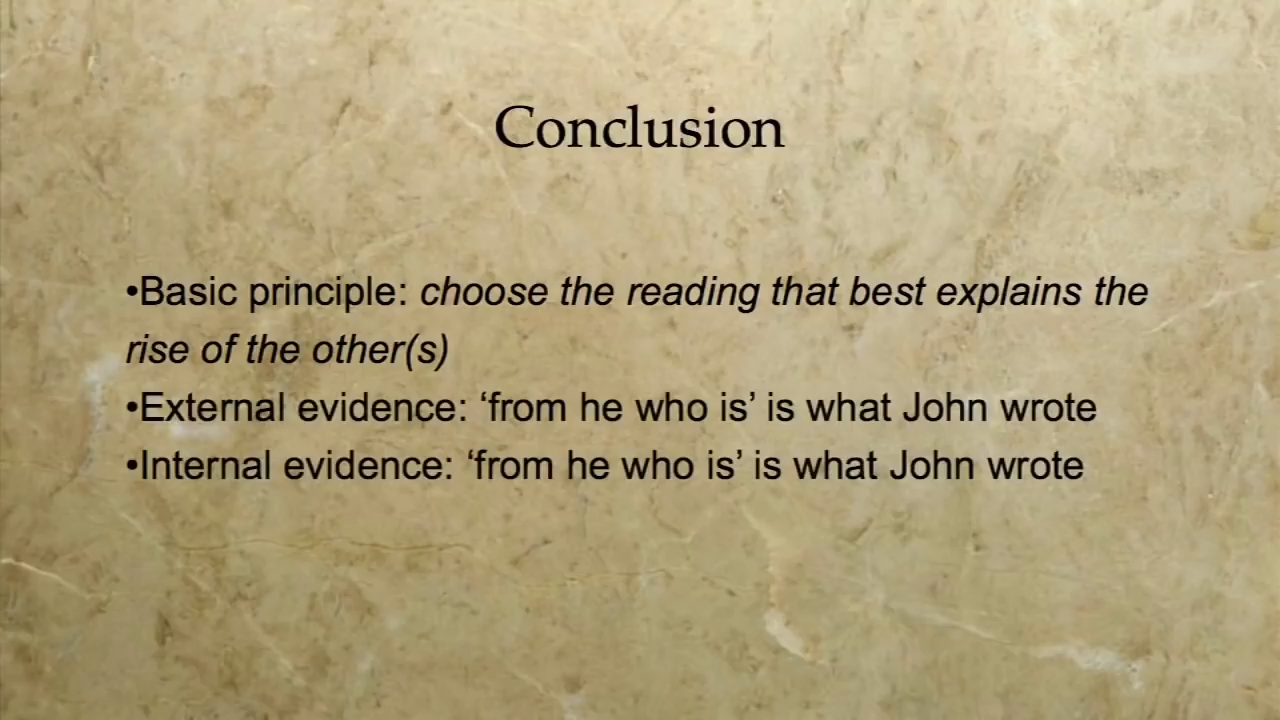 Conclusion
•Basic principle: choose the reading that best explains the
rise of the other(s)
•External evidence: ‘from he who is’ is what John wrote
•Internal evidence: ‘from he who is’ is what John wrote